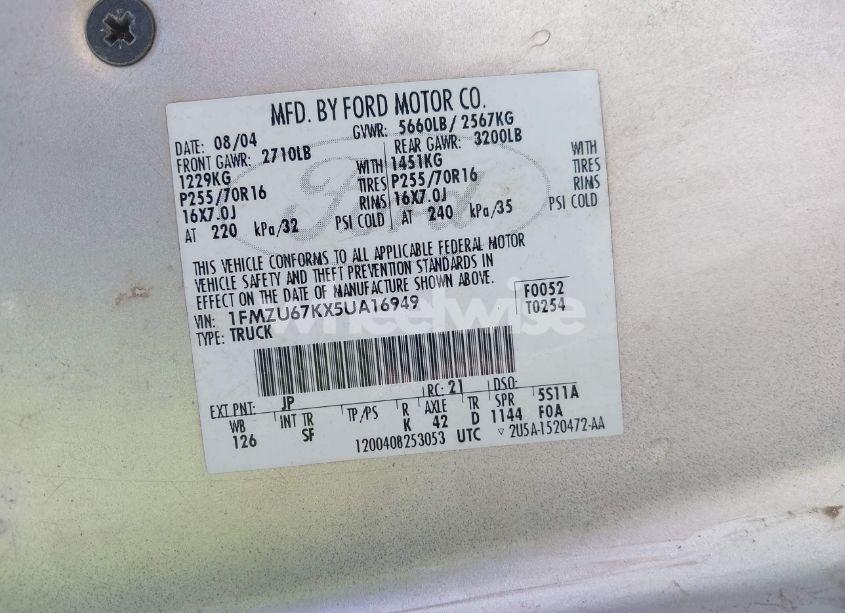 MFD. BY FORD MOTOR CO.
DATE: 08/04 GVWR: 5660LB/ 2567KG
FRONT GAWR: 2710LB REAR GAWR: 3200LB
1229KG WITH 1451KG WITH
P255/70R16 TIRES P255/70R16 TIRES
16X7.0J RIMS 16X7.0J RIMS
AT 220 kPa/32 PSI COLD AT 240 kPa/35 PSI COLD
Ford
THIS VEHICLE CONFORMS TO ALL APPLICABLE FEDERAL MOTOR
VEHICLE SAFETY AND THEFT PREVENTION STANDARDS IN
EFFECT ON THE DATE OF MANUFACTURE SHOWN ABOVE.
VIN: 1FMZU67KX5UA16949 F0052
TYPE: TRUCK T0254
wheelwise
EXT PNT: JP RC: 21 DSO:
WB INT TR TP/PS R AXLE TR SPR 5S11A
126 SF K 42 D 1144 F0A
1200408253053 UTC ▽ 2U5A-1520472-AA